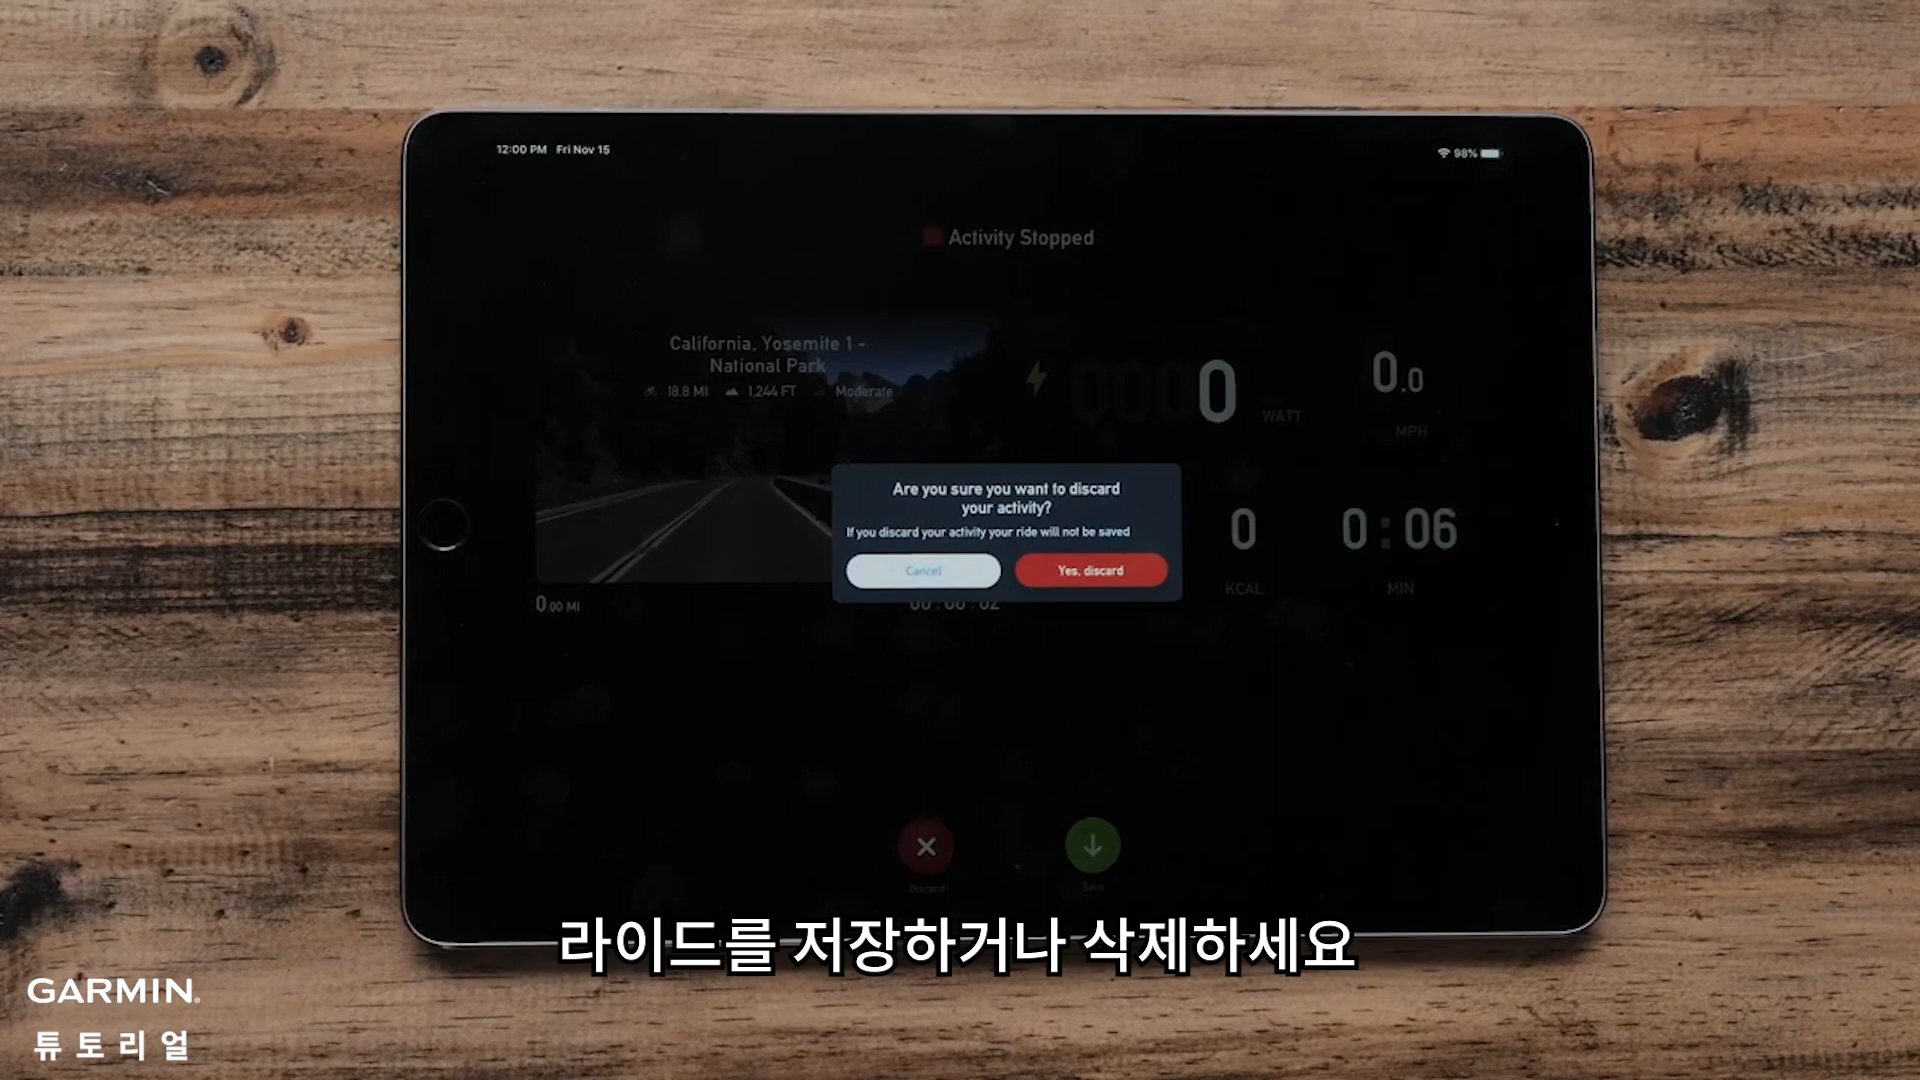 12:00 PM Fri Nov 15
98%
Activity Stopped
California, Yosemite 1 -
National Park
18.8 MI 1,244 FT Moderate
0000 WATT
0.0 MPH
Are you sure you want to discard
your activity?
If you discard your activity your ride will not be saved
Cancel Yes, discard
0 KCAL
0:06 MIN
0.00 MI
Discard Save
라이드를 저장하거나 삭제하세요
GARMIN
튜토리얼